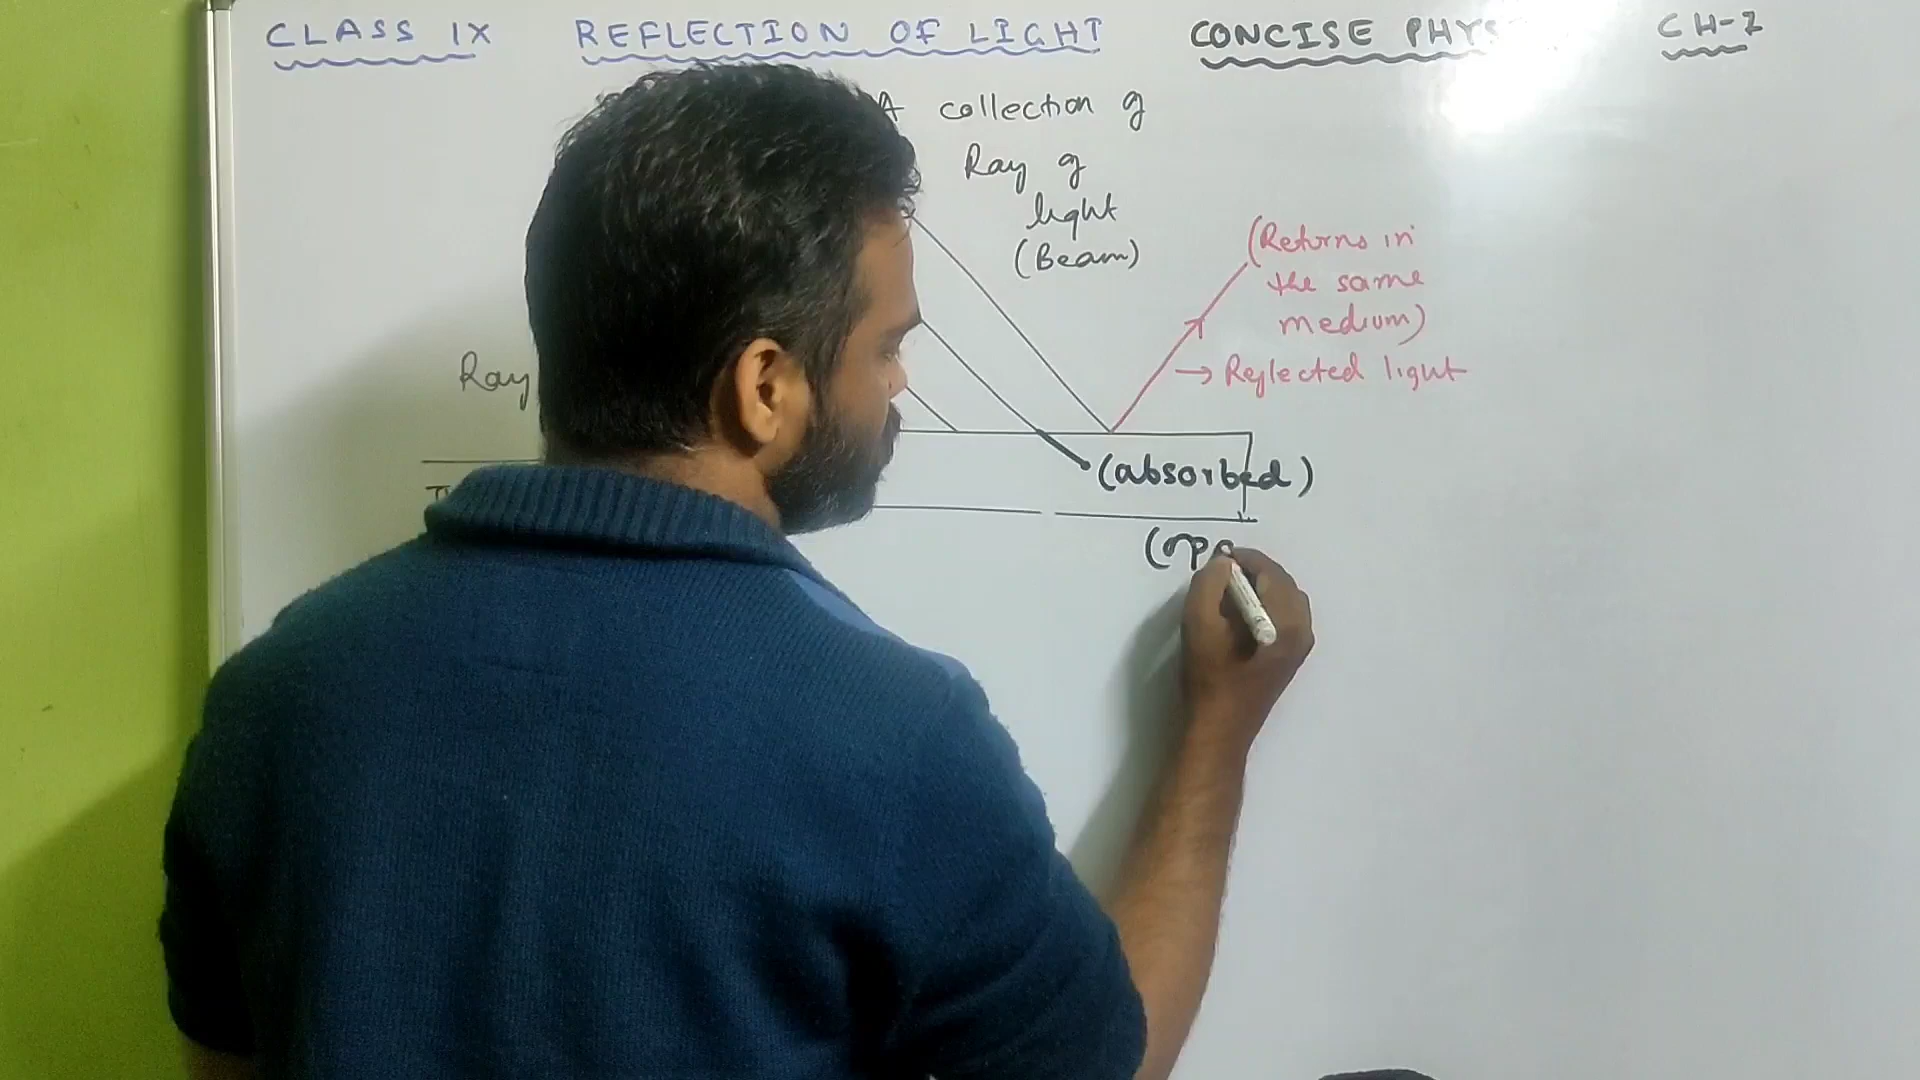 CLASS IX REFLECTION OF LIGHT CONCISE PHYS CH-7
A collection of
Ray of
light
(Beam)
(Returns in
the same
medium)
→ Reflected light
Ray
(absorbed)
(opa